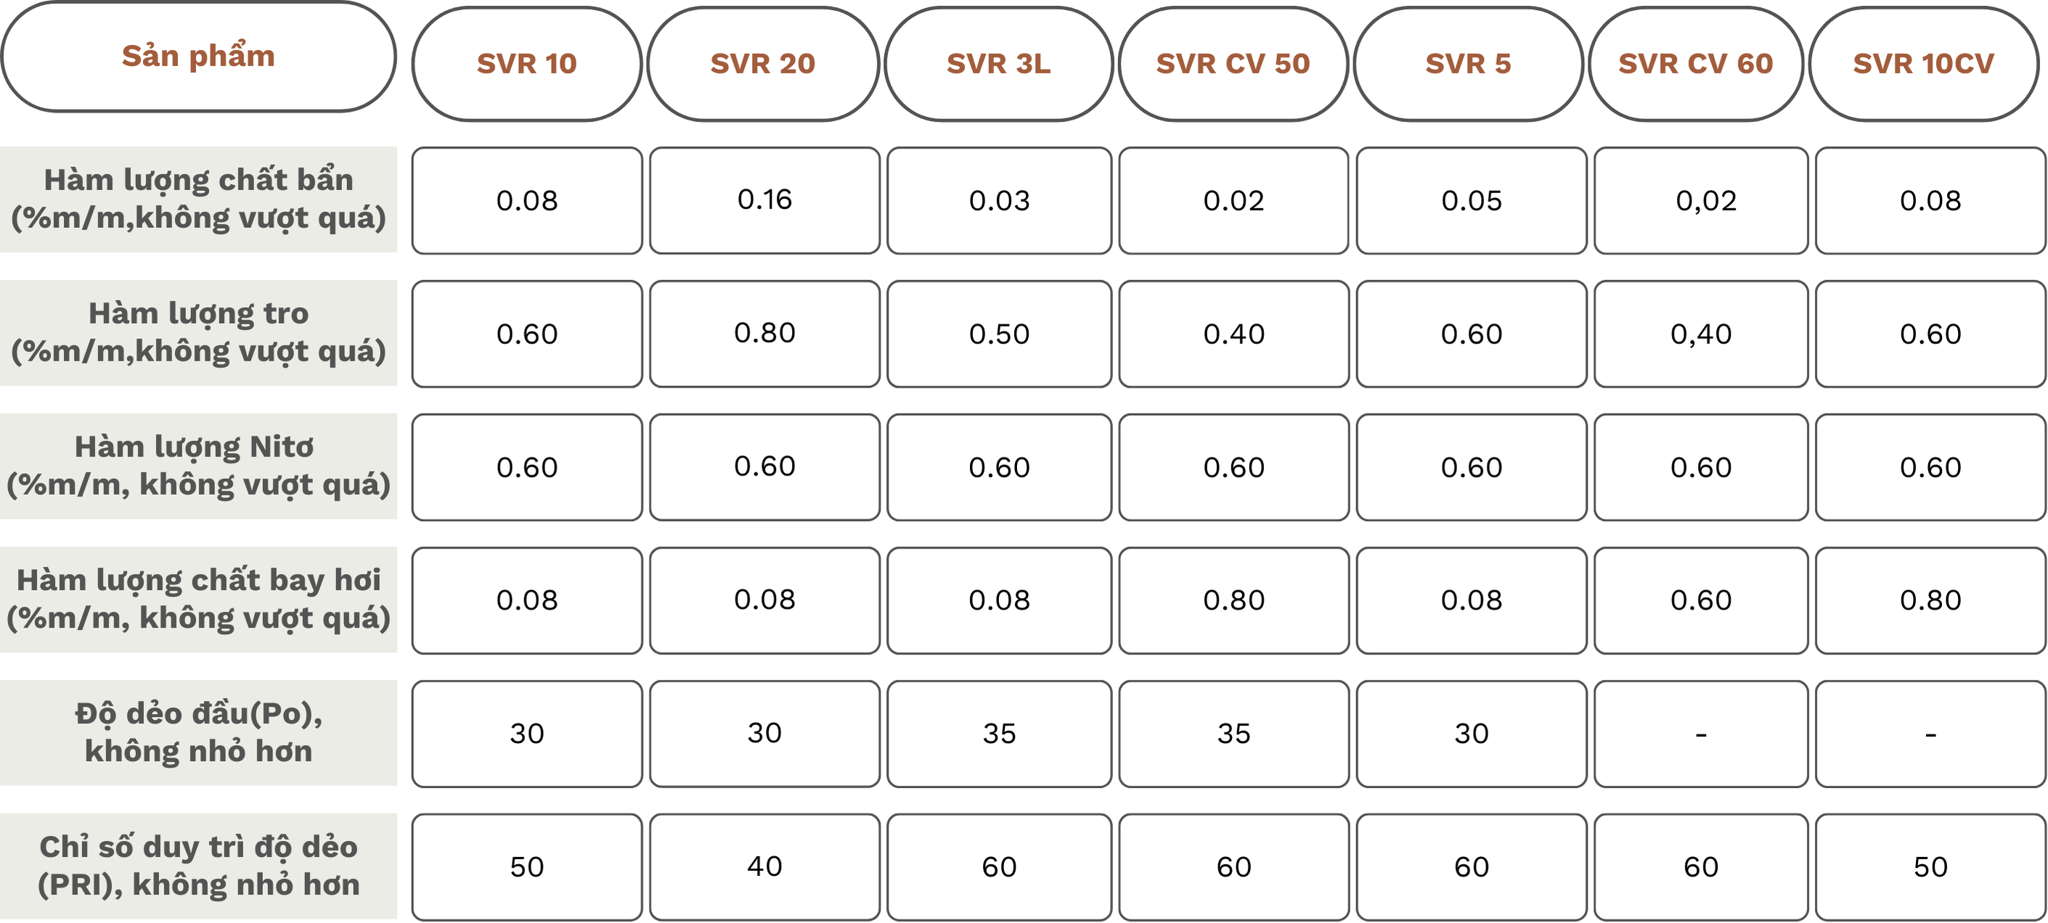 Sản phẩm SVR 10 SVR 20 SVR 3L SVR CV 50 SVR 5 SVR CV 60 SVR 10CV
Hàm lượng chất bẩn
(%m/m,không vượt quá) 0.08 0.16 0.03 0.02 0.05 0,02 0.08
Hàm lượng tro
(%m/m,không vượt quá) 0.60 0.80 0.50 0.40 0.60 0,40 0.60
Hàm lượng Nitơ
(%m/m, không vượt quá) 0.60 0.60 0.60 0.60 0.60 0.60 0.60
Hàm lượng chất bay hơi
(%m/m, không vượt quá) 0.08 0.08 0.08 0.80 0.08 0.60 0.80
Độ dẻo đầu(Po),
không nhỏ hơn 30 30 35 35 30 - -
Chỉ số duy trì độ dẻo
(PRI), không nhỏ hơn 50 40 60 60 60 60 50